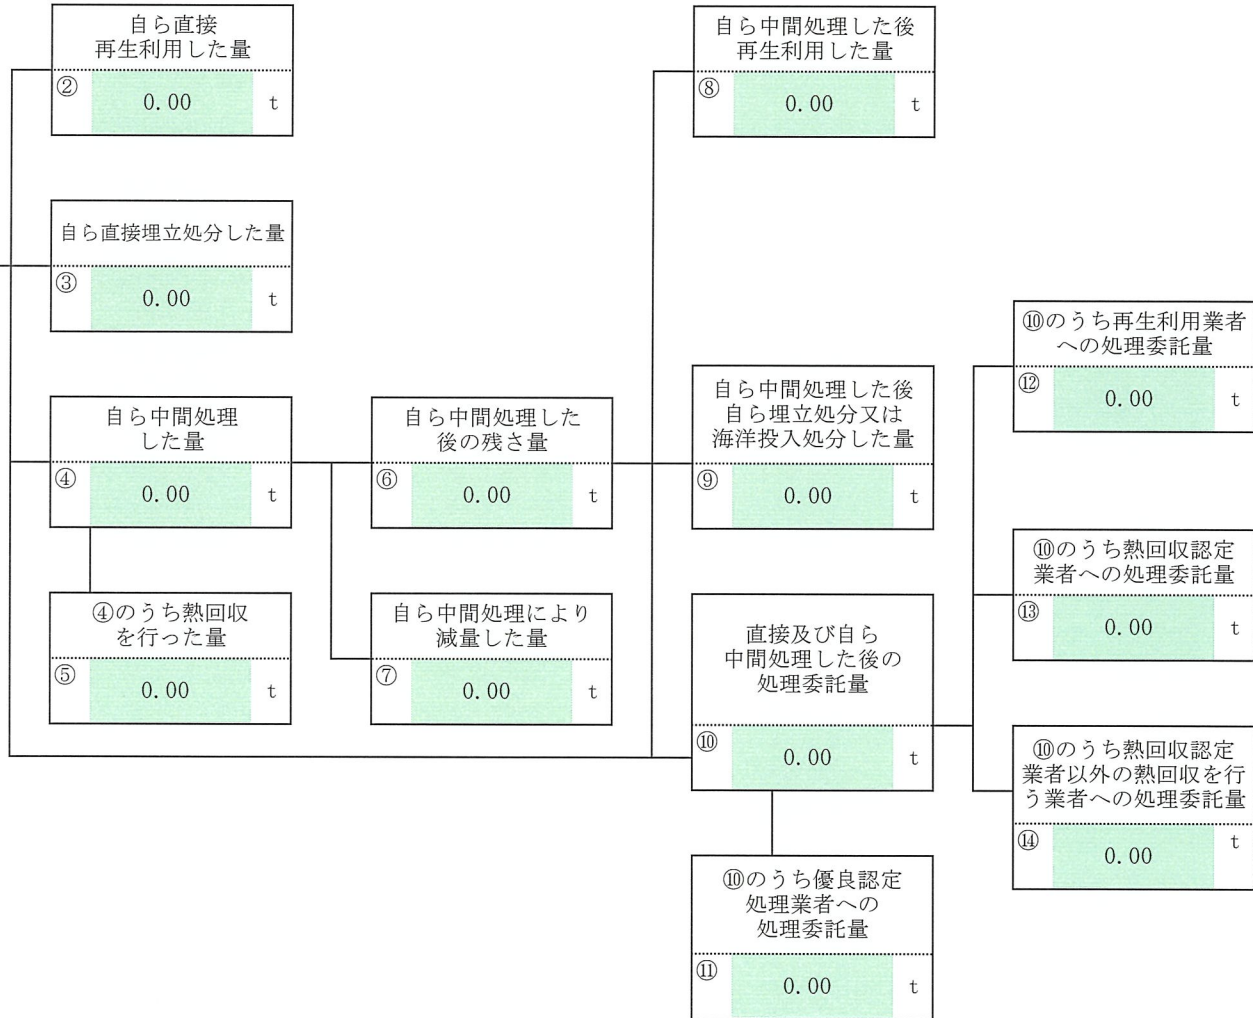 自ら直接
再生利用した量
② 0.00 t
自ら中間処理した後
再生利用した量
⑧ 0.00 t
自ら直接埋立処分した量
③ 0.00 t
⑩のうち再生利用業者
への処理委託量
⑫ 0.00 t
自ら中間処理
した量
④ 0.00 t
自ら中間処理した
後の残さ量
⑥ 0.00 t
自ら中間処理した後
自ら埋立処分又は
海洋投入処分した量
⑨ 0.00 t
⑩のうち熱回収認定
業者への処理委託量
⑬ 0.00 t
④のうち熱回収
を行った量
⑤ 0.00 t
自ら中間処理により
減量した量
⑦ 0.00 t
直接及び自ら
中間処理した後の
処理委託量
⑩ 0.00 t
⑩のうち熱回収認定
業者以外の熱回収を行
う業者への処理委託量
⑭ 0.00 t
⑩のうち優良認定
処理業者への
処理委託量
⑪ 0.00 t